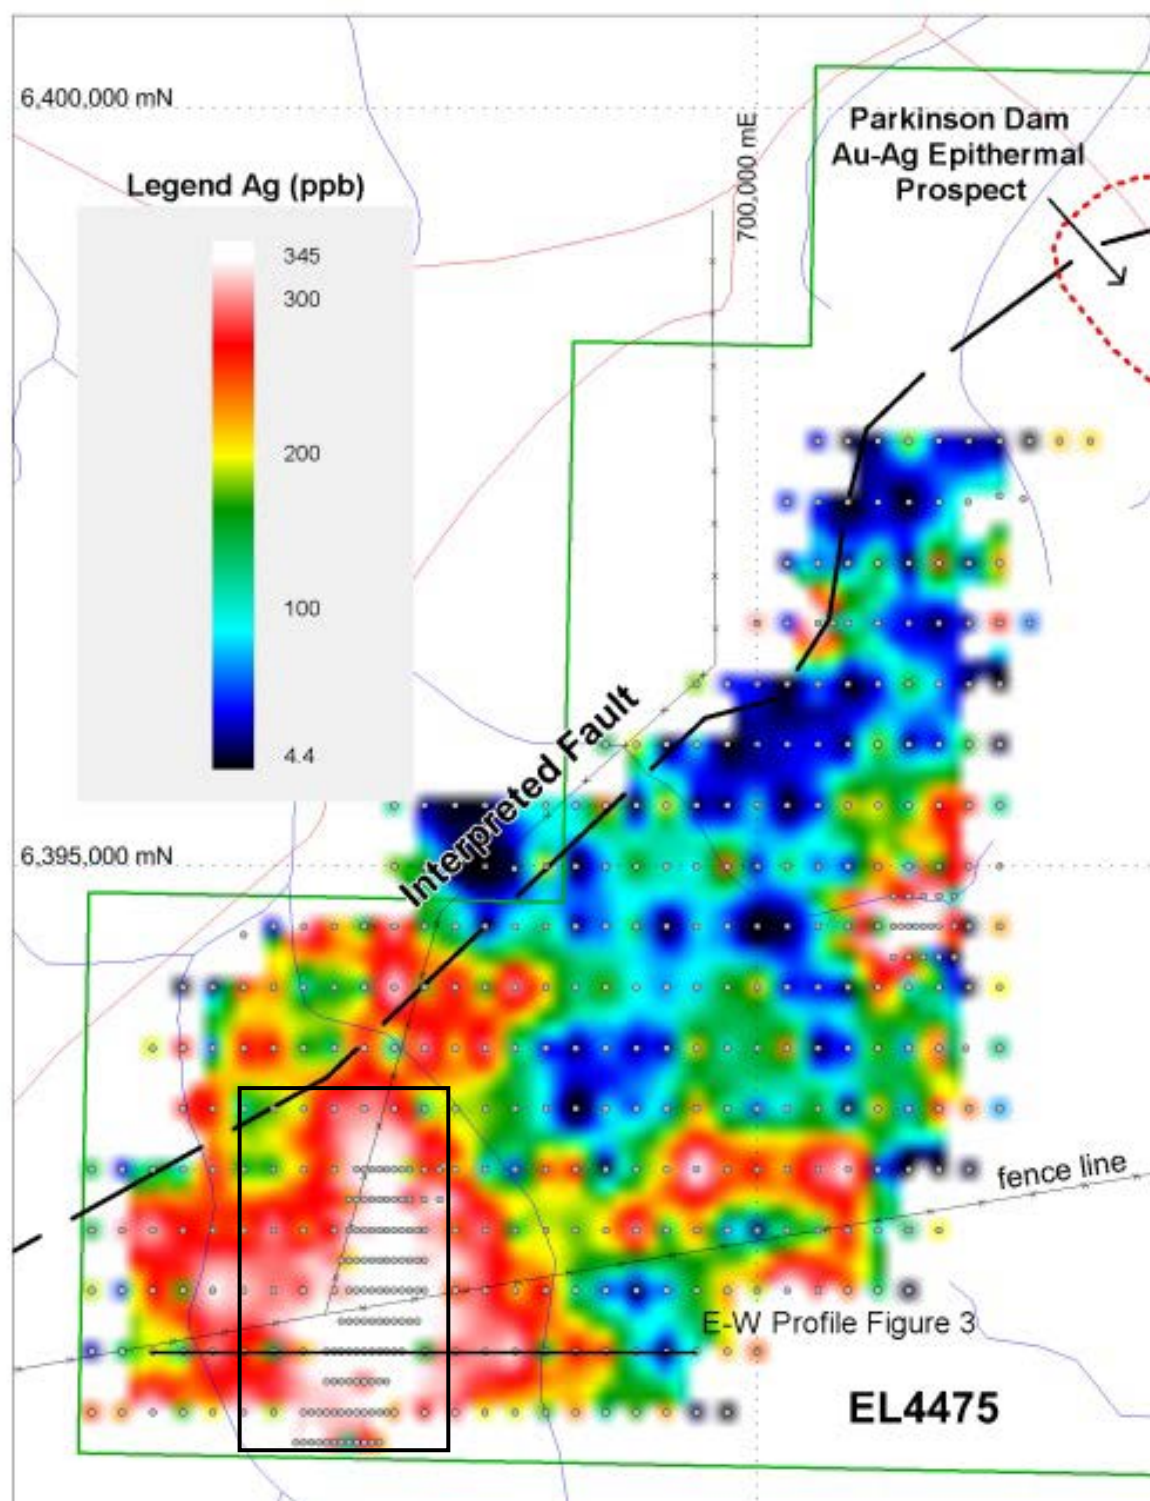 6,400,000 mN
700,000 mE
Parkinson Dam
Au-Ag Epithermal
Prospect
Legend Ag (ppb)
345
300
200
100
4.4
Interpreted Fault
6,395,000 mN
fence line
E-W Profile Figure 3
EL4475